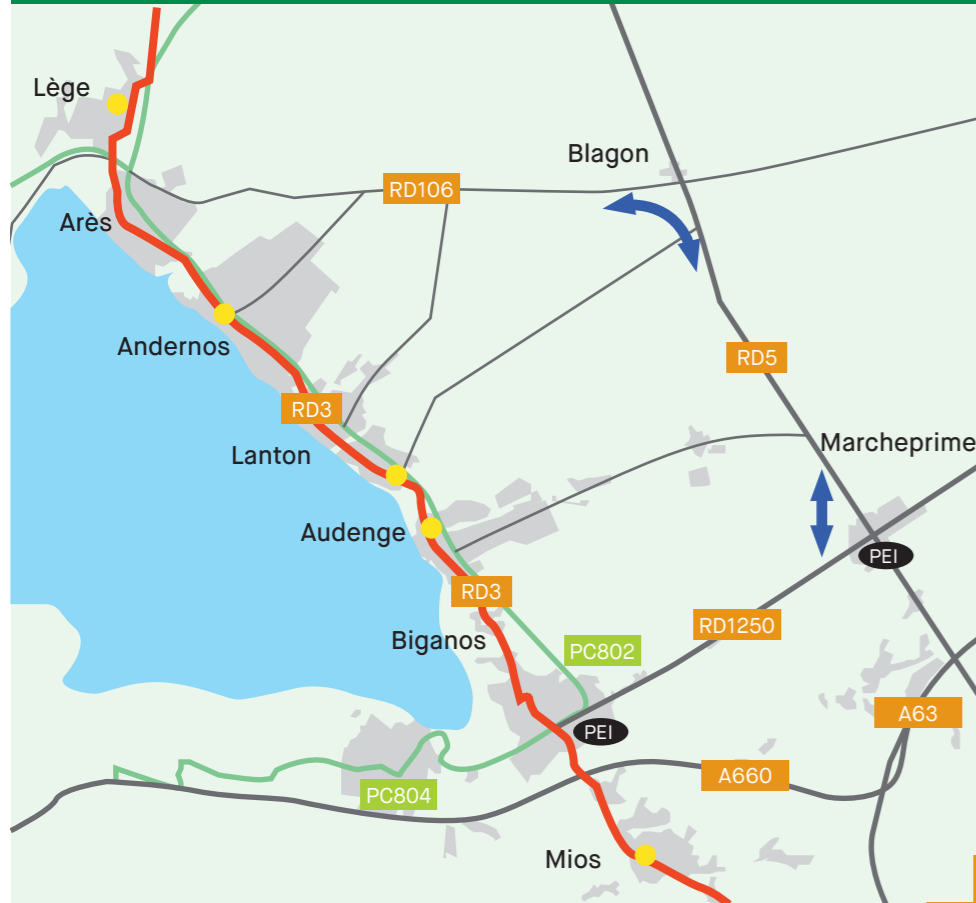 Lège
Blagon
RD106
Arès
Andernos
RD5
RD3
Lanton
Marcheprime
Audenge
PEI
RD3
RD1250
Biganos
PC802
A63
PEI
A660
PC804
Mios